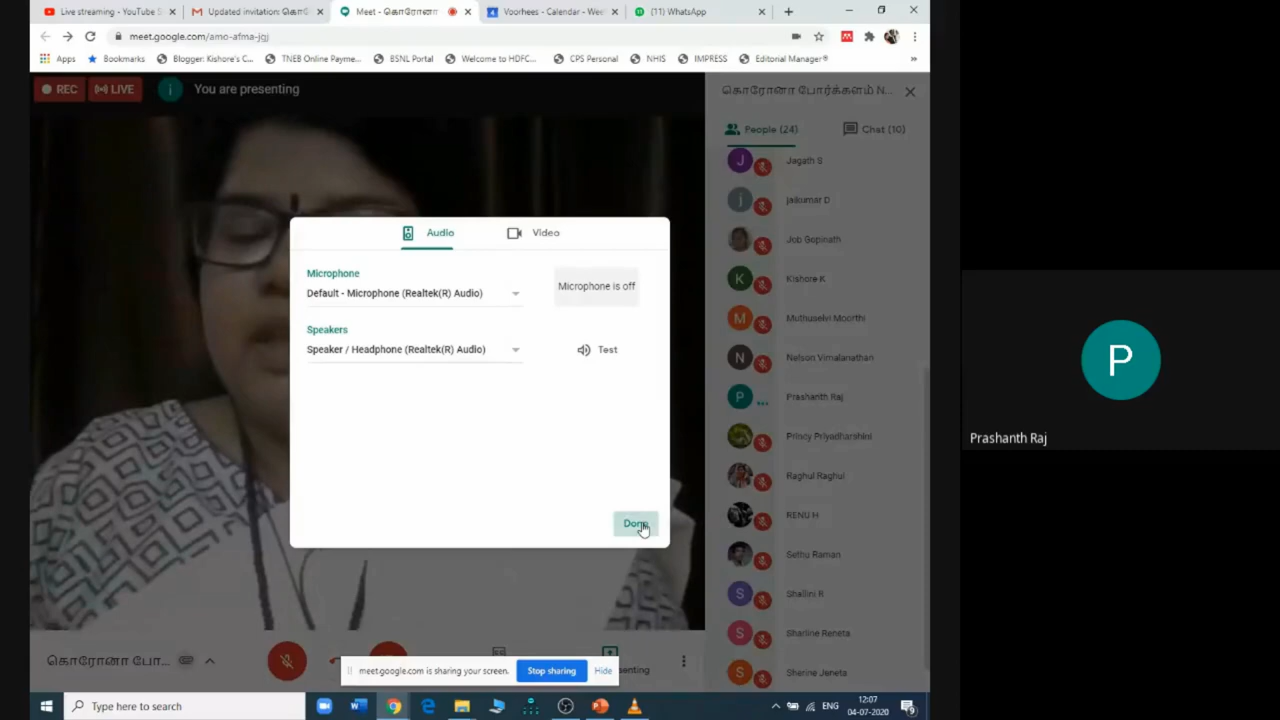 Live streaming - YouTube S
Updated invitation:
Meet - கொரோனா
Voorhees - Calendar - Wee
(11) WhatsApp
meet.google.com/amo-afma-jqj
Apps
Bookmarks
Blogger: Kishore's C...
TNEB Online Payme...
BSNL Portal
Welcome to HDFC...
CPS Personal
NHIS
IMPRESS
Editorial Manager®
REC
LIVE
You are presenting
கொரோனா போர்க்களம் N...
People (24)
Chat (10)
Jagath S
jaikumar D
Job Gopinath
Kishore K
Muthuselvi Moorthi
Nelson Vimalanathan
Prashanth Raj
Princy Priyadharshini
Raghul Raghul
RENU H
Sethu Raman
Shallini R
Sharline Reneta
Sherine Jeneta
Audio
Video
Microphone
Default - Microphone (Realtek(R) Audio)
Microphone is off
Speakers
Speaker / Headphone (Realtek(R) Audio)
Test
Done
P
Prashanth Raj
கொரோனா போ...
meet.google.com is sharing your screen.
Stop sharing
Hide
Type here to search
ENG
12:07
04-07-2020